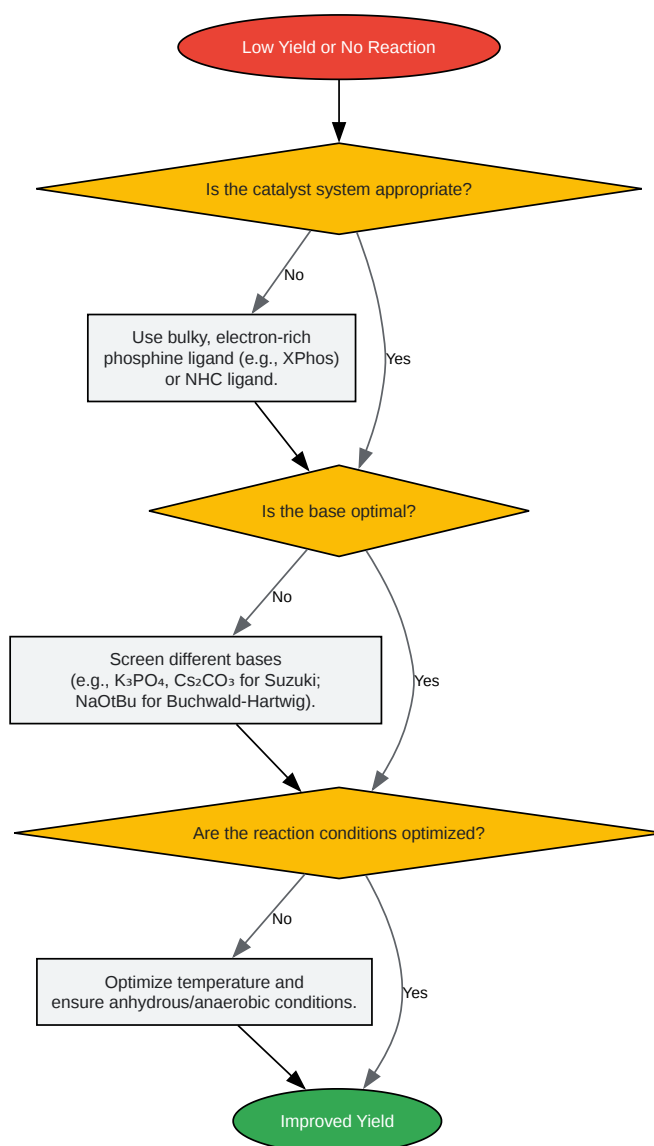 Low Yield or No Reaction
Is the catalyst system appropriate?
No
Use bulky, electron-rich
phosphine ligand (e.g., XPhos)
or NHC ligand.
Yes
Is the base optimal?
No
Screen different bases
(e.g., K₃PO₄, Cs₂CO₃ for Suzuki;
NaOtBu for Buchwald-Hartwig).
Yes
Are the reaction conditions optimized?
No
Optimize temperature and
ensure anhydrous/anaerobic conditions.
Yes
Improved Yield